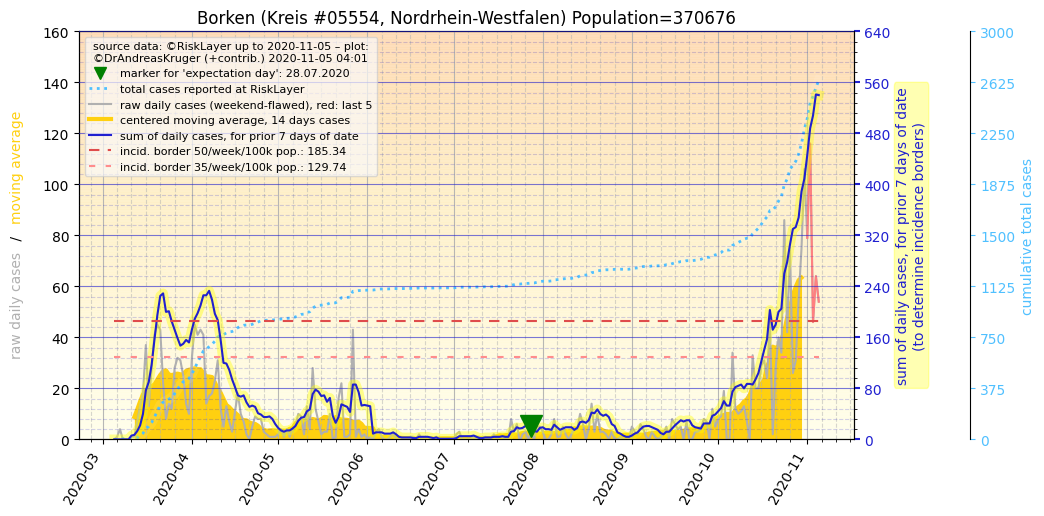 Borken (Kreis #05554, Nordrhein-Westfalen) Population=370676
source data: ©RiskLayer up to 2020-11-05 – plot:
©DrAndreasKruger (+contrib.) 2020-11-05 04:01
marker for 'expectation day': 28.07.2020
total cases reported at RiskLayer
raw daily cases (weekend-flawed), red: last 5
centered moving average, 14 days cases
sum of daily cases, for prior 7 days of date
incid. border 50/week/100k pop.: 185.34
incid. border 35/week/100k pop.: 129.74
raw daily cases / moving average
160
140
120
100
80
60
40
20
0
2020-03
2020-04
2020-05
2020-06
2020-07
2020-08
2020-09
2020-10
2020-11
640
560
480
400
320
240
160
80
0
sum of daily cases, for prior 7 days of date
(to determine incidence borders)
3000
2625
2250
1875
1500
1125
750
375
0
cumulative total cases